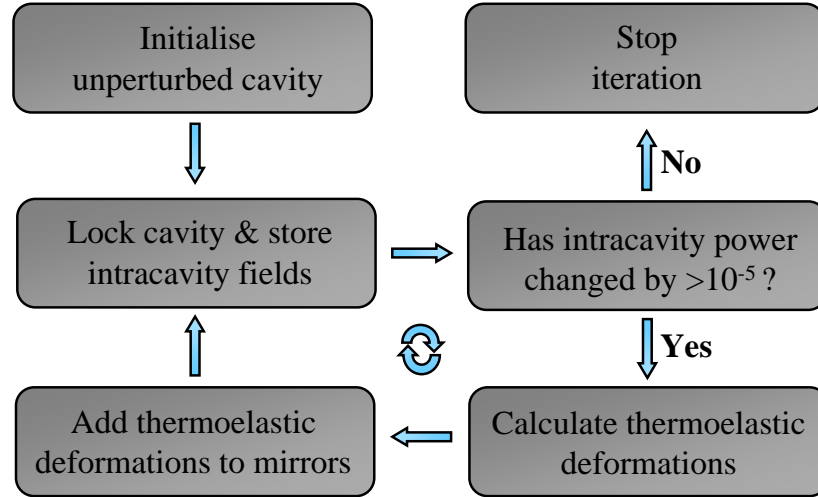 Initialise
unperturbed cavity
Stop
iteration
No
Lock cavity & store
intracavity fields
Has intracavity power
changed by >10⁻⁵ ?
Yes
Add thermoelastic
deformations to mirrors
Calculate thermoelastic
deformations